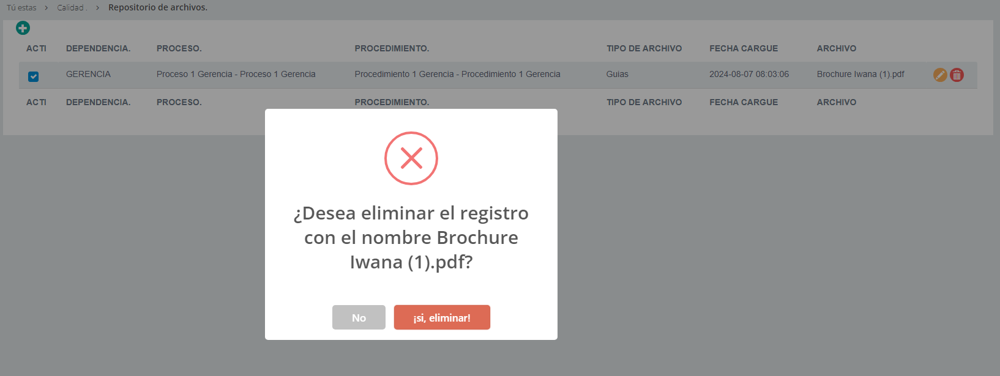 Tú estas > Calidad . > Repositorio de archivos.
ACTI DEPENDENCIA. PROCESO. PROCEDIMIENTO. TIPO DE ARCHIVO FECHA CARGUE ARCHIVO
GERENCIA Proceso 1 Gerencia - Proceso 1 Gerencia Procedimiento 1 Gerencia - Procedimiento 1 Gerencia Guias 2024-08-07 08:03:06 Brochure Iwana (1).pdf
ACTI DEPENDENCIA. PROCESO. PROCEDIMIENTO. TIPO DE ARCHIVO FECHA CARGUE ARCHIVO
¿Desea eliminar el registro
con el nombre Brochure
Iwana (1).pdf?
No ¡si, eliminar!